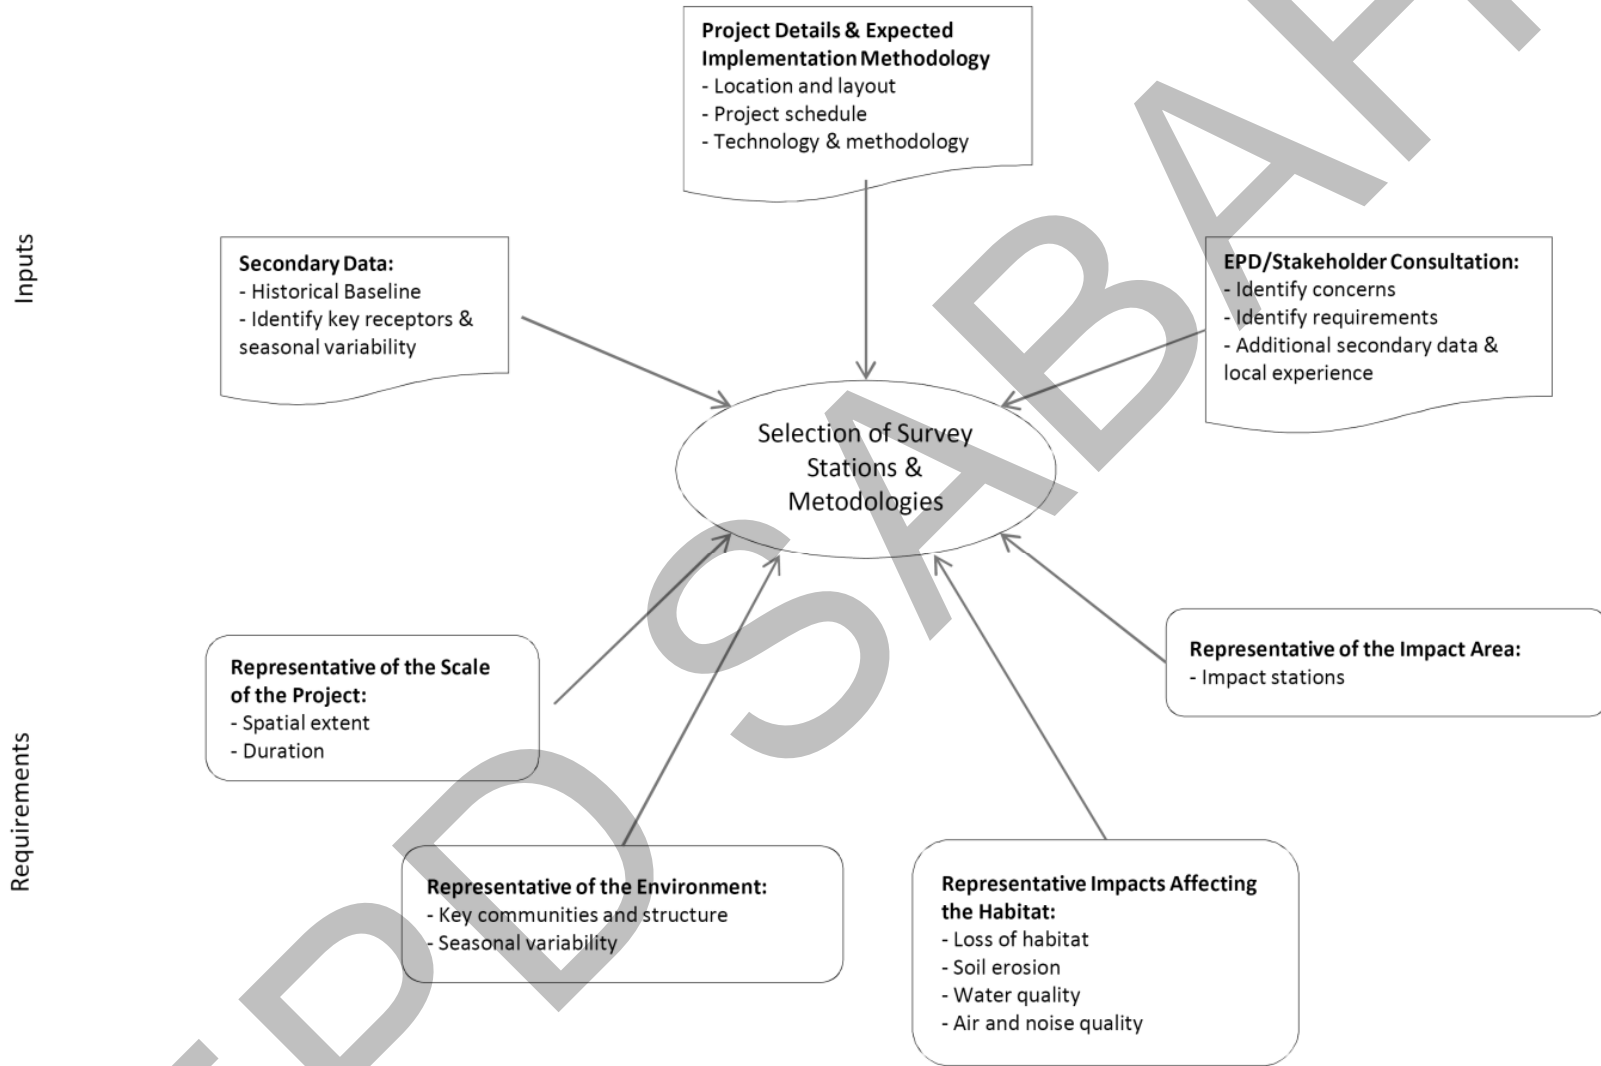 Project Details & Expected
Implementation Methodology
- Location and layout
- Project schedule
- Technology & methodology
Inputs
Secondary Data:
- Historical Baseline
- Identify key receptors &
seasonal variability
EPD/Stakeholder Consultation:
- Identify concerns
- Identify requirements
- Additional secondary data &
local experience
Selection of Survey
Stations &
Metodologies
Requirements
Representative of the Scale
of the Project:
- Spatial extent
- Duration
Representative of the Impact Area:
- Impact stations
Representative of the Environment:
- Key communities and structure
- Seasonal variability
Representative Impacts Affecting
the Habitat:
- Loss of habitat
- Soil erosion
- Water quality
- Air and noise quality
EPD SABAH